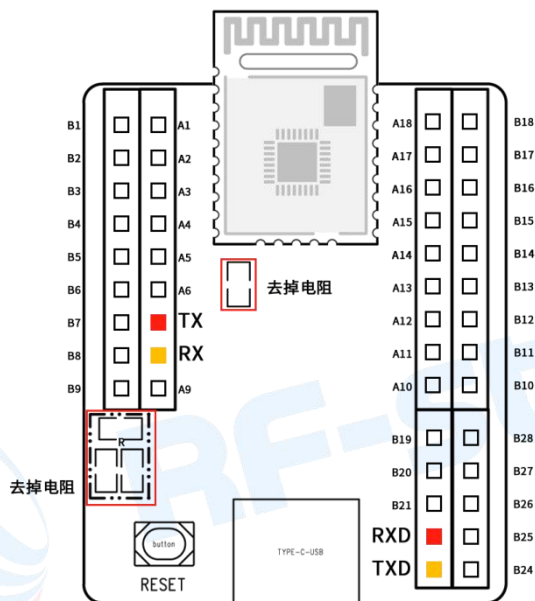 B1 A1 A18 B18
B2 A2 A17 B17
B3 A3 A16 B16
B4 A4 A15 B15
B5 A5 A14 B14
B6 A6 去掉电阻 A13 B13
B7 TX A12 B12
B8 RX A11 B11
B9 A9 A10 B10
R B19 B28
去掉电阻 B20 B27
B21 B26
button TYPE-C-USB RXD B25
RESET TXD B24
RF-st